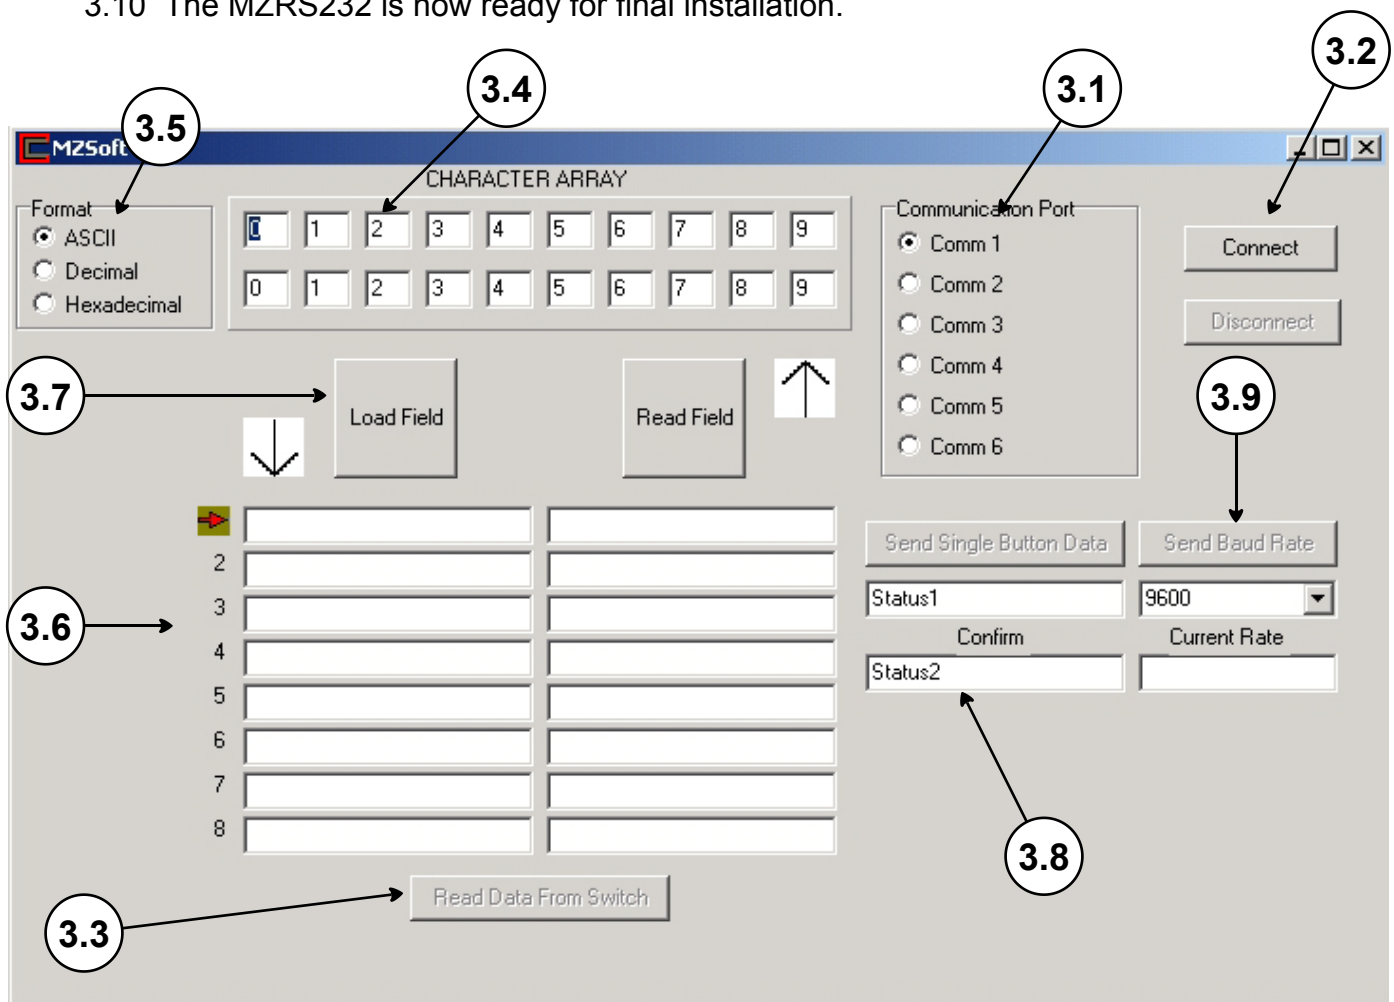 3.10 The MZRS232 is now ready for final installation.
3.2
3.4
3.1
3.5
MZSoft
CHARACTER ARRAY
Format
ASCII
Decimal
Hexadecimal
0 1 2 3 4 5 6 7 8 9
0 1 2 3 4 5 6 7 8 9
Communication Port
Comm 1
Comm 2
Comm 3
Comm 4
Comm 5
Comm 6
Connect
Disconnect
3.7
Load Field
Read Field
3.9
2
3
4
5
6
7
8
3.6
Send Single Button Data
Send Baud Rate
Status1
9600
Confirm
Current Rate
Status2
3.8
Read Data From Switch
3.3